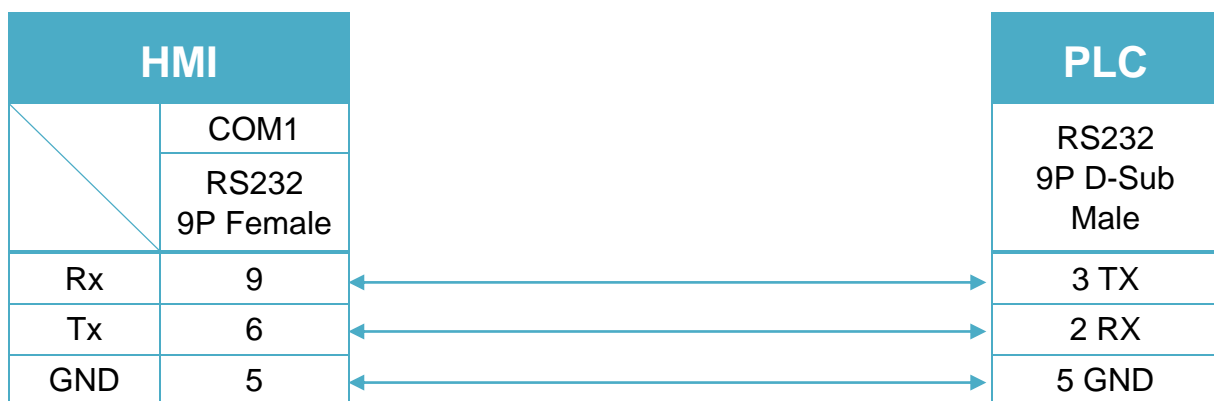 HMI
PLC
COM1
RS232
9P Female
RS232
9P D-Sub
Male
Rx 9 3 TX
Tx 6 2 RX
GND 5 5 GND